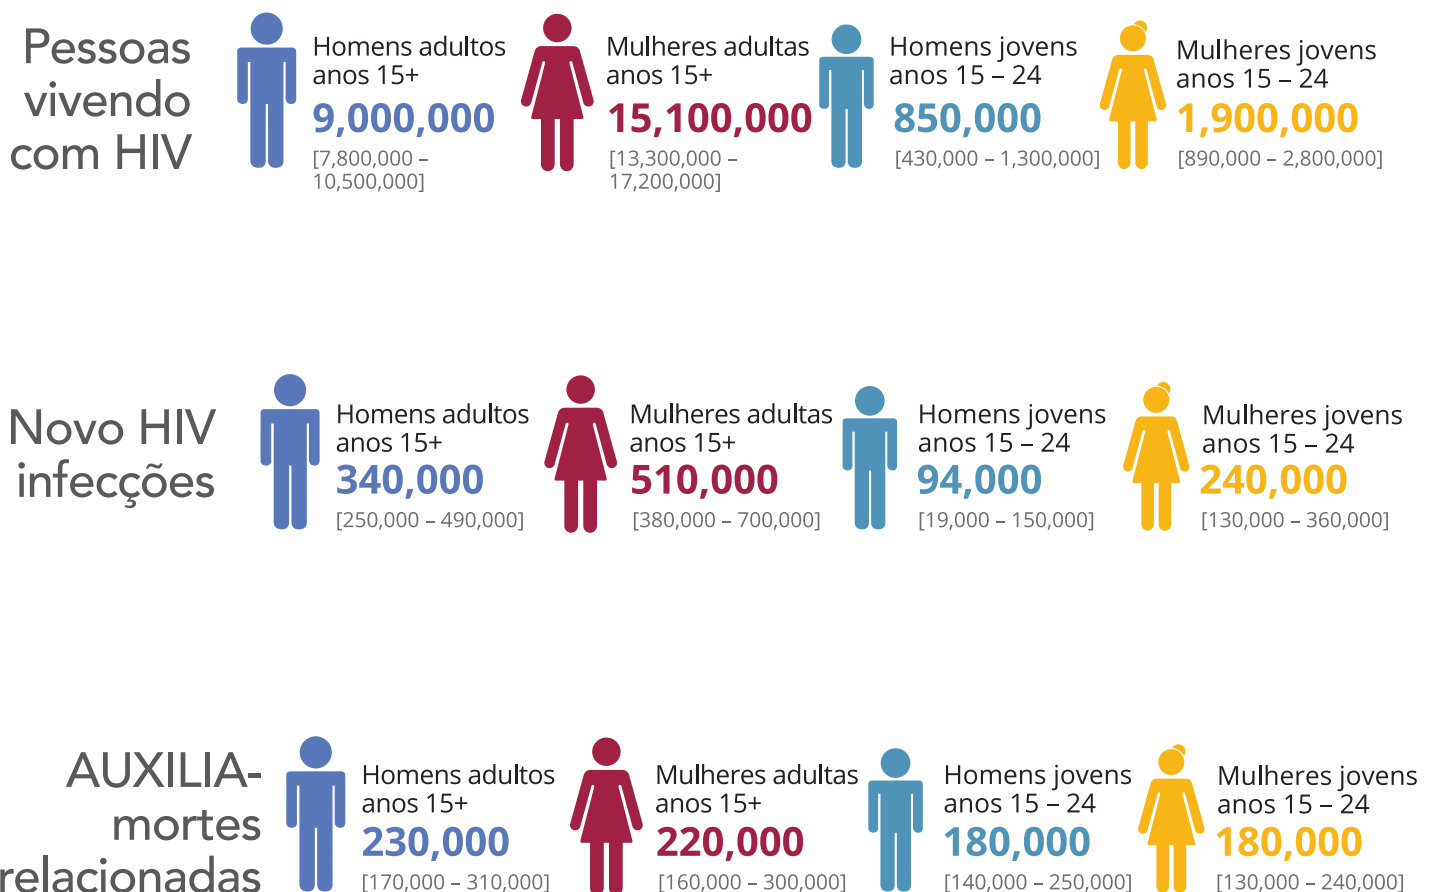 Pessoas
vivendo
com HIV
Homens adultos
anos 15+
9,000,000
[7,800,000 –
10,500,000]
Mulheres adultas
anos 15+
15,100,000
[13,300,000 –
17,200,000]
Homens jovens
anos 15 – 24
850,000
[430,000 – 1,300,000]
Mulheres jovens
anos 15 – 24
1,900,000
[890,000 – 2,800,000]
Novo HIV
infecções
Homens adultos
anos 15+
340,000
[250,000 – 490,000]
Mulheres adultas
anos 15+
510,000
[380,000 – 700,000]
Homens jovens
anos 15 – 24
94,000
[19,000 – 150,000]
Mulheres jovens
anos 15 – 24
240,000
[130,000 – 360,000]
AUXILIA-
mortes
relacionadas
Homens adultos
anos 15+
230,000
[170,000 – 310,000]
Mulheres adultas
anos 15+
220,000
[160,000 – 300,000]
Homens jovens
anos 15 – 24
180,000
[140,000 – 250,000]
Mulheres jovens
anos 15 – 24
180,000
[130,000 – 240,000]